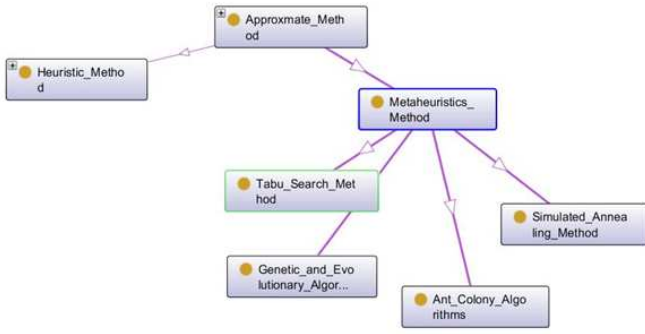 Approxmate_Meth
od
Heuristic_Metho
d
Metaheuristics_
Method
Tabu_Search_Met
hod
Simulated_Annea
ling_Method
Genetic_and_Evo
lutionary_Algor...
Ant_Colony_Algo
rithms